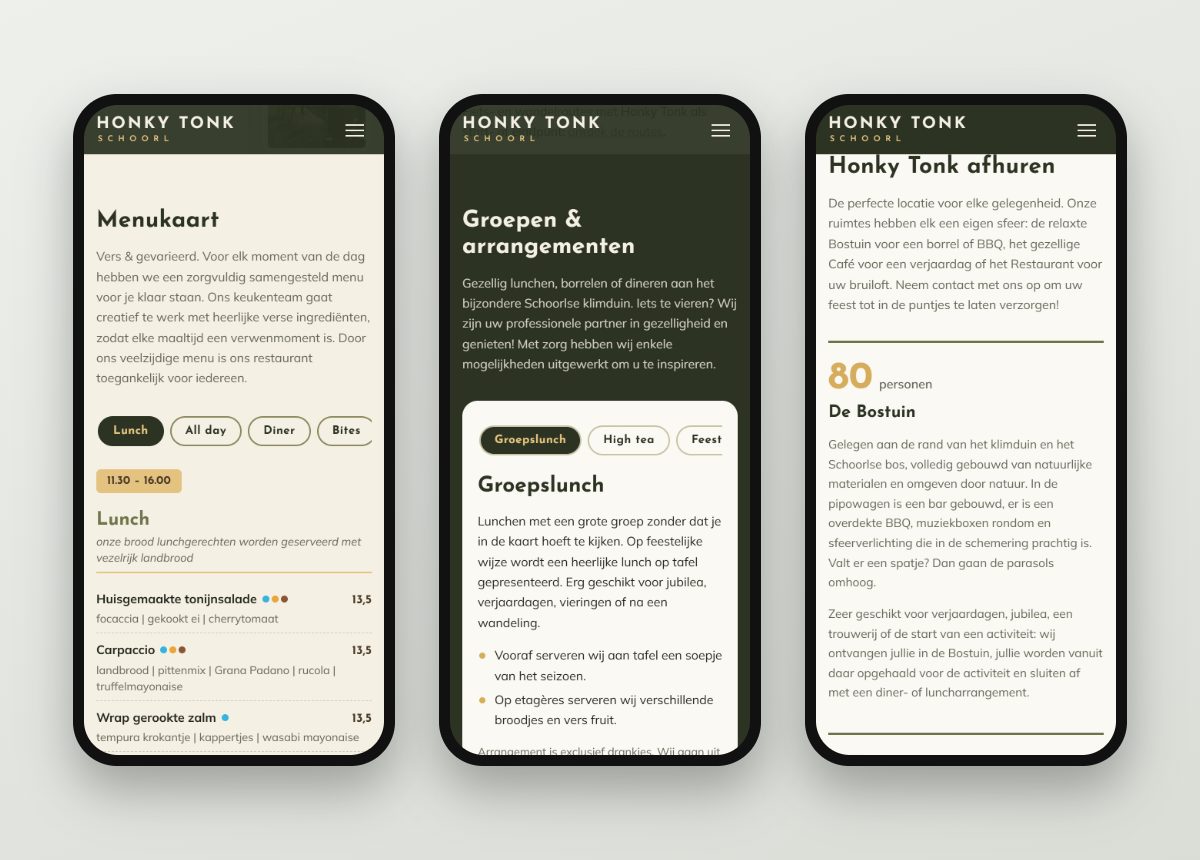 HONKY TONK
SCHOORL
Menukaart
Vers & gevarieerd. Voor elk moment van de dag
hebben we een zorgvuldig samengesteld menu
voor je klaar staan. Ons keukenteam gaat
creatief te werk met heerlijke verse ingrediënten,
zodat elke maaltijd een verwenmoment is. Door
ons veelzijdige menu is ons restaurant
toegankelijk voor iedereen.
Lunch All day Diner Bites
11.30 – 16.00
Lunch
onze brood lunchgerechten worden geserveerd met
vezelrijk landbrood
Huisgemaakte tonijnsalade 13,5
focaccia | gekookt ei | cherrytomaat
Carpaccio 13,5
landbrood | pittenmix | Grana Padano | rucola |
truffelmayonaise
Wrap gerookte zalm 13,5
tempura krokantje | kappertjes | wasabi mayonaise
met Honky Tonk als
HONKY TONK
SCHOORL
Groepen &
arrangementen
Gezellig lunchen, borrelen of dineren aan het
bijzondere Schoorlse klimduin. Iets te vieren? Wij
zijn uw professionele partner in gezelligheid en
genieten! Met zorg hebben wij enkele
mogelijkheden uitgewerkt om u te inspireren.
Groepslunch High tea Feest
Groepslunch
Lunchen met een grote groep zonder dat je
in de kaart hoeft te kijken. Op feestelijke
wijze wordt een heerlijke lunch op tafel
gepresenteerd. Erg geschikt voor jubilea,
verjaardagen, vieringen of na een
wandeling.
Vooraf serveren wij aan tafel een soepje
van het seizoen.
Op etagères serveren wij verschillende
broodjes en vers fruit.
Arrangement is exclusief drankjes. Wij gaan uit
HONKY TONK
SCHOORL
Honky Tonk afhuren
De perfecte locatie voor elke gelegenheid. Onze
ruimtes hebben elk een eigen sfeer: de relaxte
Bostuin voor een borrel of BBQ, het gezellige
Café voor een verjaardag of het Restaurant voor
uw bruiloft. Neem contact met ons op om uw
feest tot in de puntjes te laten verzorgen!
80 personen
De Bostuin
Gelegen aan de rand van het klimduin en het
Schoorlse bos, volledig gebouwd van natuurlijke
materialen en omgeven door natuur. In de
pipowagen is een bar gebouwd, er is een
overdekte BBQ, muziekboxen rondom en
sfeerverlichting die in de schemering prachtig is.
Valt er een spatje? Dan gaan de parasols
omhoog.
Zeer geschikt voor verjaardagen, jubilea, een
trouwerij of de start van een activiteit: wij
ontvangen jullie in de Bostuin, jullie worden vanuit
daar opgehaald voor de activiteit en sluiten af
met een diner- of luncharrangement.